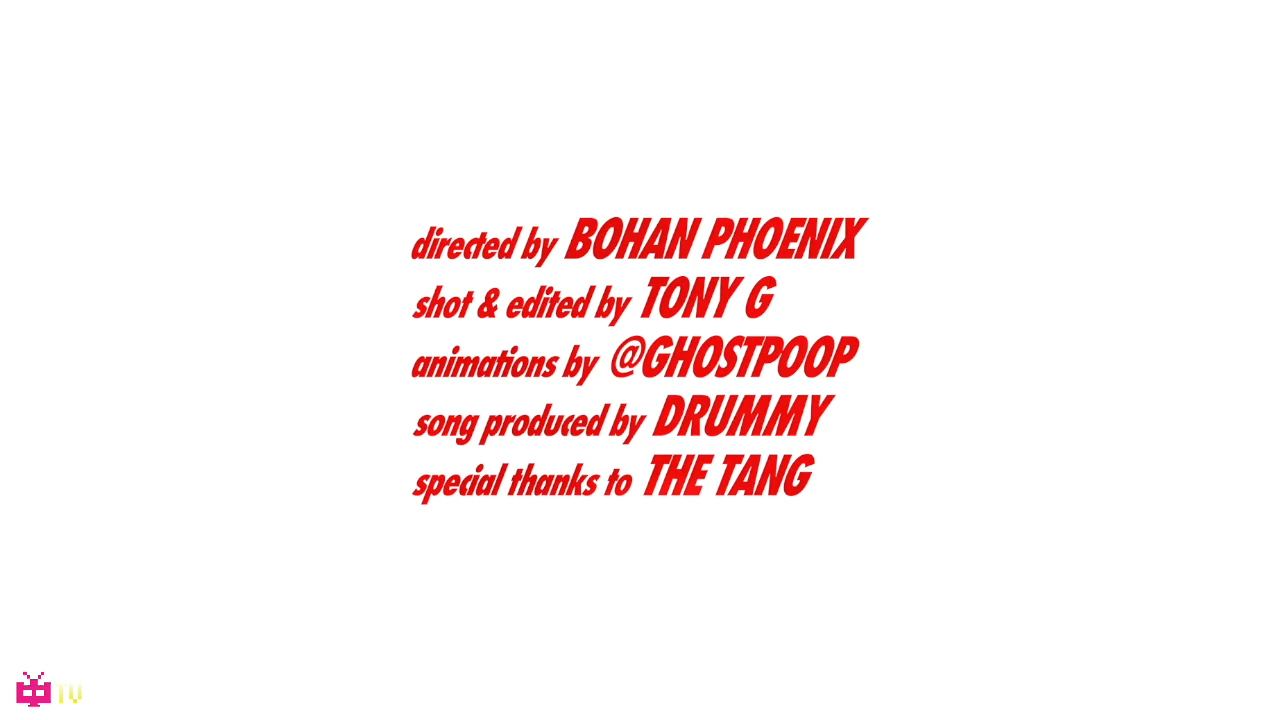 directed by BOHAN PHOENIX
shot & edited by TONY G
animations by @GHOSTPOOP
song produced by DRUMMY
special thanks to THE TANG
中 TV